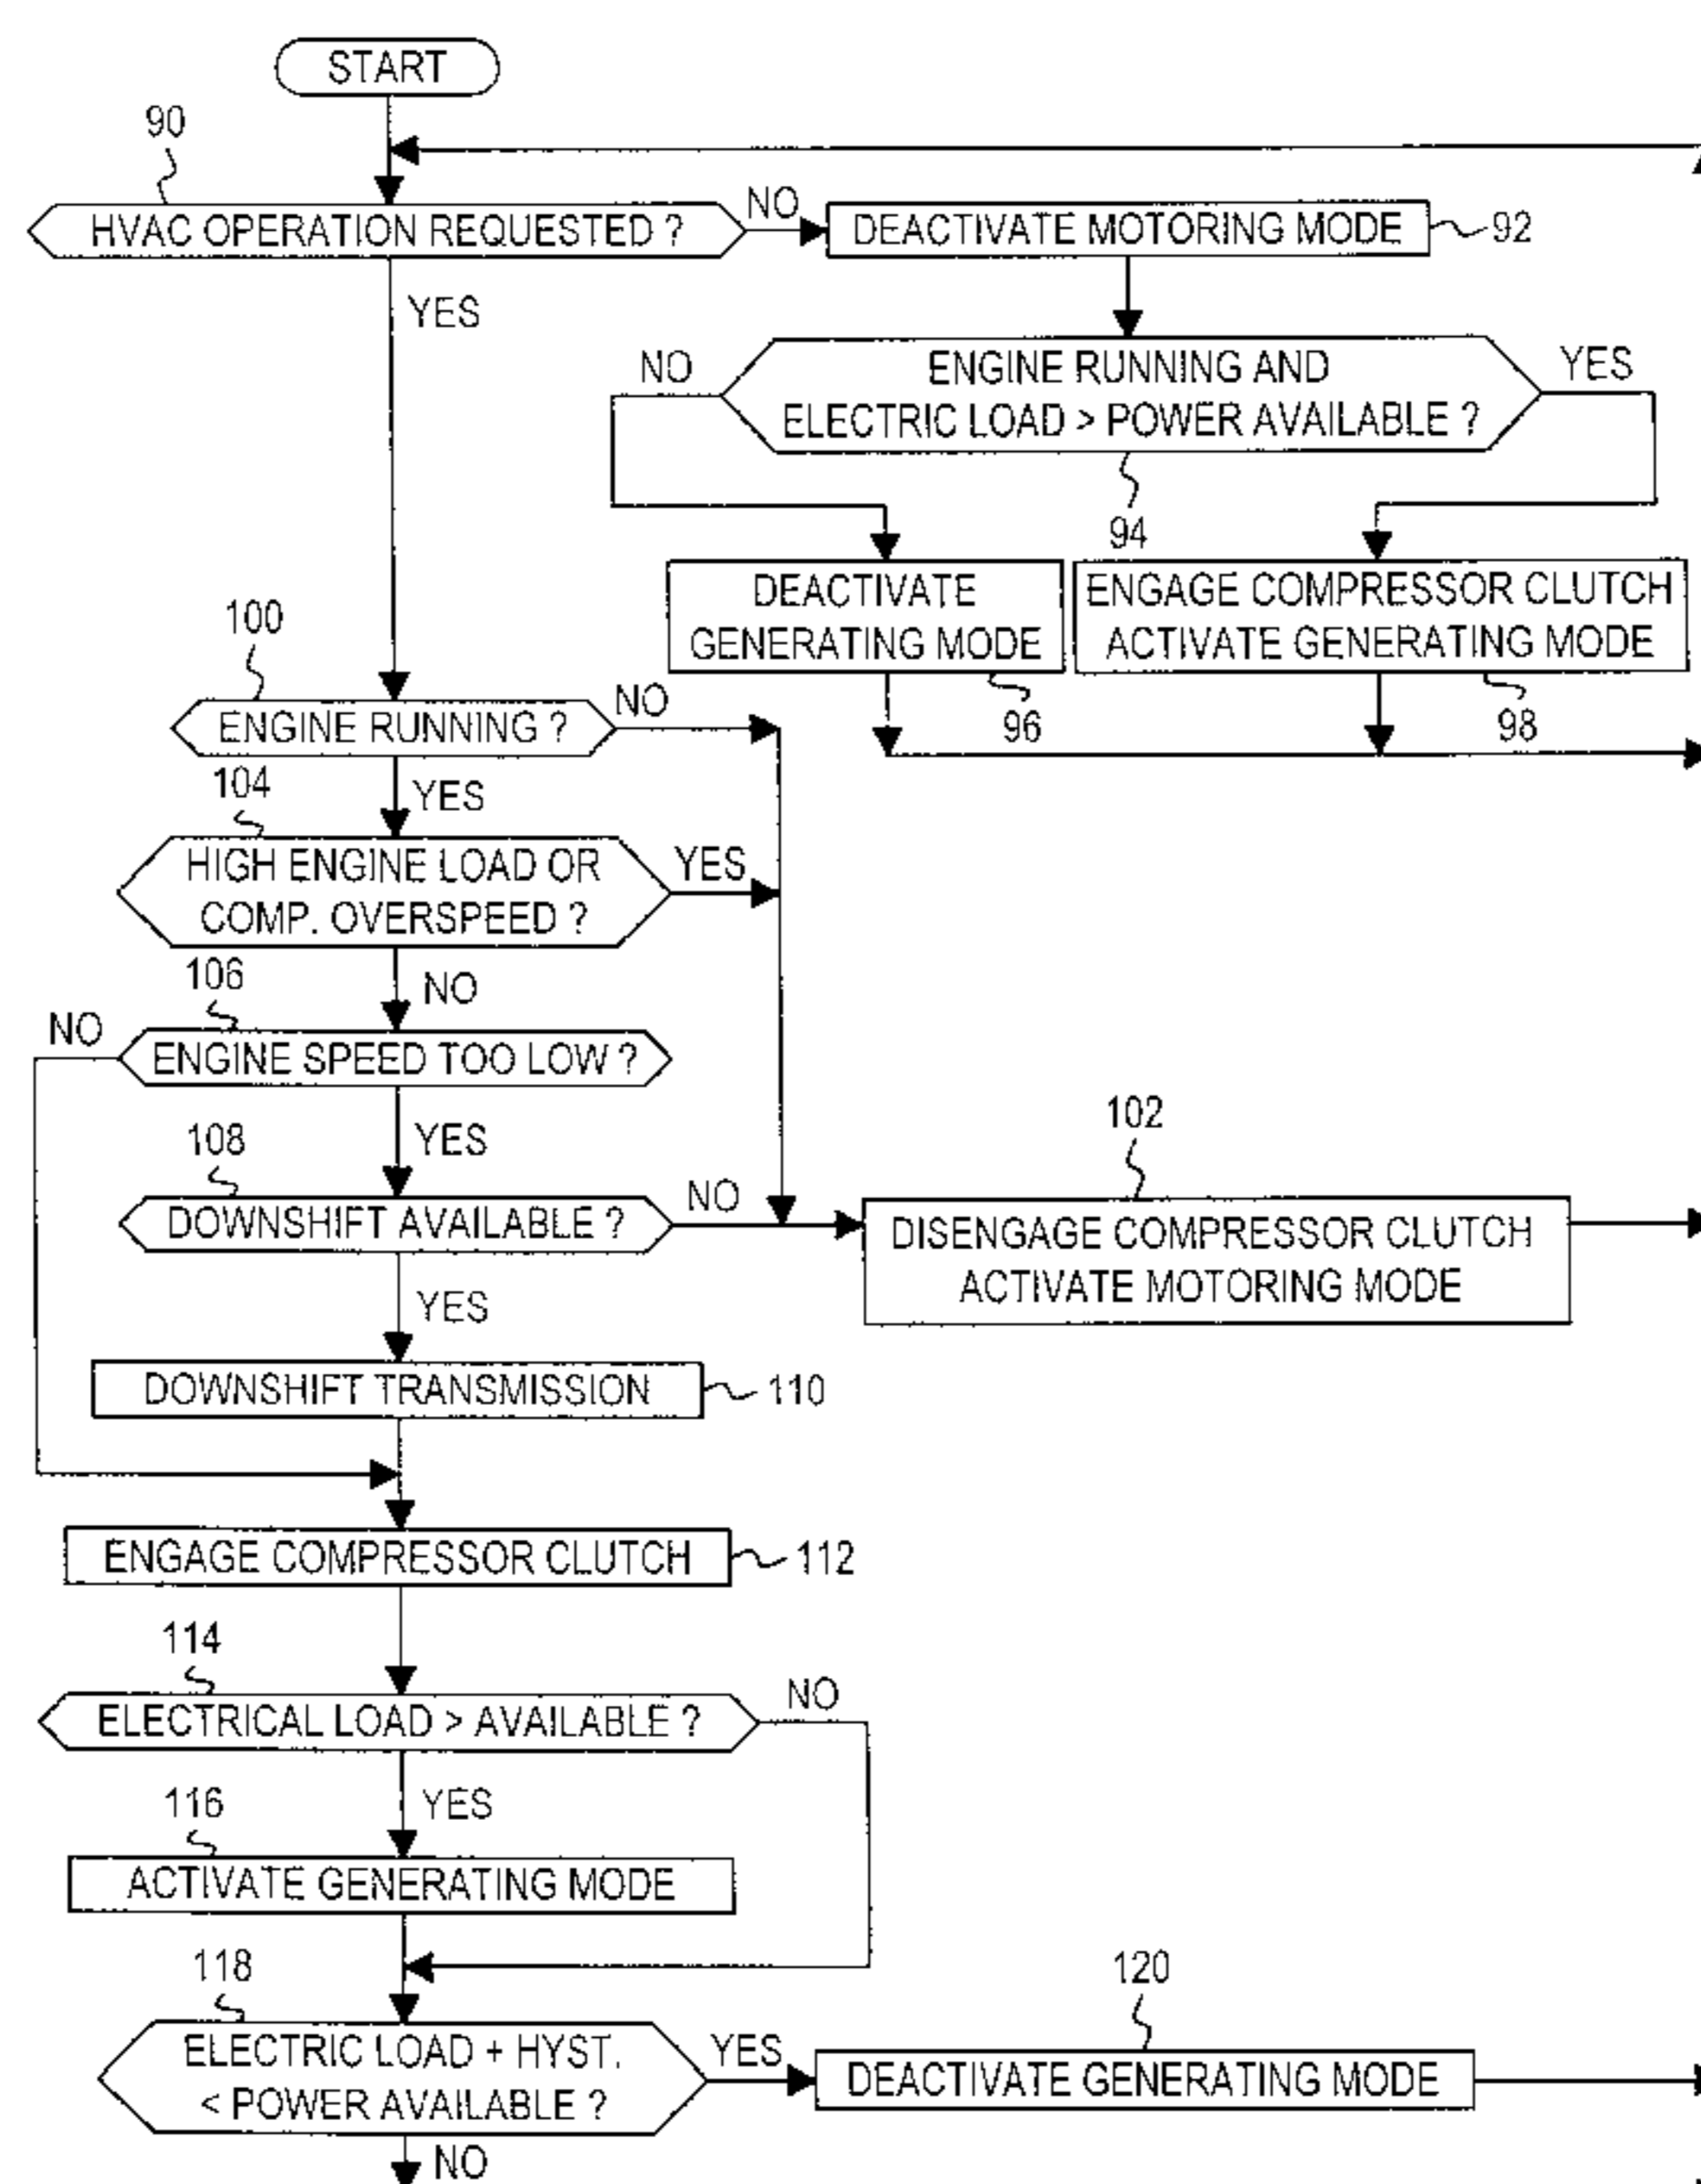 START
90
HVAC OPERATION REQUESTED ?
NO
DEACTIVATE MOTORING MODE
92
YES
NO
ENGINE RUNNING AND
ELECTRIC LOAD > POWER AVAILABLE ?
YES
94
DEACTIVATE
GENERATING MODE
96
ENGAGE COMPRESSOR CLUTCH
ACTIVATE GENERATING MODE
98
100
ENGINE RUNNING ?
NO
YES
104
HIGH ENGINE LOAD OR
COMP. OVERSPEED ?
YES
NO
106
NO
ENGINE SPEED TOO LOW ?
YES
108
DOWNSHIFT AVAILABLE ?
NO
102
DISENGAGE COMPRESSOR CLUTCH
ACTIVATE MOTORING MODE
YES
DOWNSHIFT TRANSMISSION
110
ENGAGE COMPRESSOR CLUTCH
112
114
ELECTRICAL LOAD > AVAILABLE ?
NO
YES
116
ACTIVATE GENERATING MODE
118
ELECTRIC LOAD + HYST.
< POWER AVAILABLE ?
YES
120
DEACTIVATE GENERATING MODE
NO